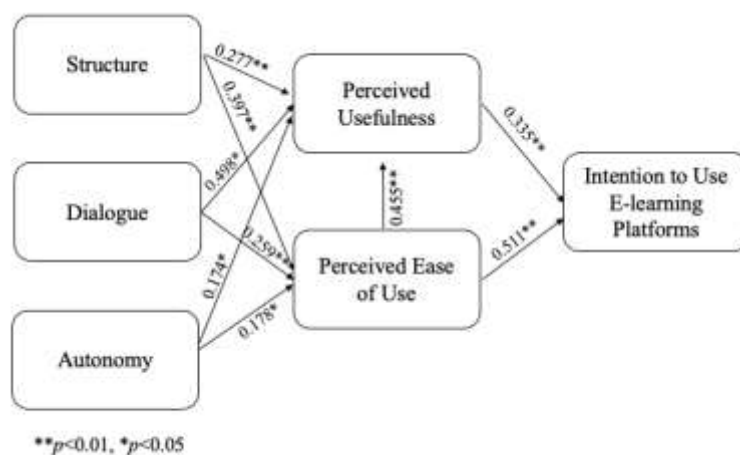 Structure
0.277**
Perceived
Usefulness
0.397**
0.335**
0.498*
Dialogue
0.455**
Intention to Use
E-learning
Platforms
0.259**
0.174*
Perceived Ease
of Use
0.511**
0.178*
Autonomy
**p<0.01, *p<0.05